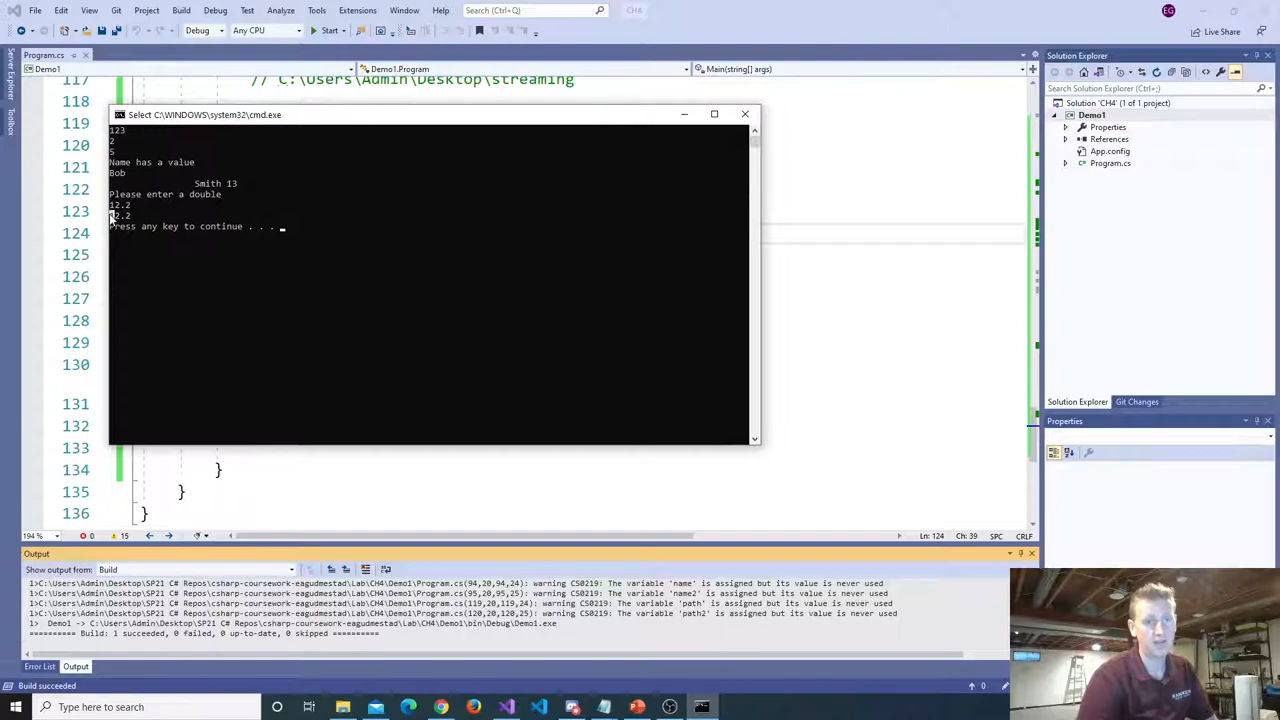 File Edit View Git Project Build Debug Test Analyze Tools Extensions Window Help Search (Ctrl+Q) CH4 EG
Debug Any CPU Start Live Share
Server Explorer
Toolbox
Program.cs
Demo1 Demo1.Program Main(string[] args)
117 // C:\Users\Admin\Desktop\streaming
118
119
120
121
122
123
124
125
126
127
128
129
130
131
132
133
134 }
135 }
136 }
Select C:\WINDOWS\system32\cmd.exe
123
2
5
Name has a value
Bob
Smith 13
Please enter a double
12.2
12.2
Press any key to continue . . .
194 % 0 15 Ln: 124 Ch: 39 SPC CRLF
Solution Explorer
Search Solution Explorer (Ctrl+;)
Solution 'CH4' (1 of 1 project)
Demo1
Properties
References
App.config
Program.cs
Solution Explorer Git Changes
Properties
Output
Show output from: Build
1>C:\Users\Admin\Desktop\SP21 C# Repos\csharp-coursework-eagudmestad\Lab\CH4\Demo1\Program.cs(94,20,94,24): warning CS0219: The variable 'name' is assigned but its value is never used
1>C:\Users\Admin\Desktop\SP21 C# Repos\csharp-coursework-eagudmestad\Lab\CH4\Demo1\Program.cs(95,20,95,25): warning CS0219: The variable 'name2' is assigned but its value is never used
1>C:\Users\Admin\Desktop\SP21 C# Repos\csharp-coursework-eagudmestad\Lab\CH4\Demo1\Program.cs(119,20,119,24): warning CS0219: The variable 'path' is assigned but its value is never used
1>C:\Users\Admin\Desktop\SP21 C# Repos\csharp-coursework-eagudmestad\Lab\CH4\Demo1\Program.cs(120,20,120,25): warning CS0219: The variable 'path2' is assigned but its value is never used
1> Demo1 -> C:\Users\Admin\Desktop\SP21 C# Repos\csharp-coursework-eagudmestad\Lab\CH4\Demo1\bin\Debug\Demo1.exe
========== Build: 1 succeeded, 0 failed, 0 up-to-date, 0 skipped ==========
Error List Output
Build succeeded 0
Type here to search